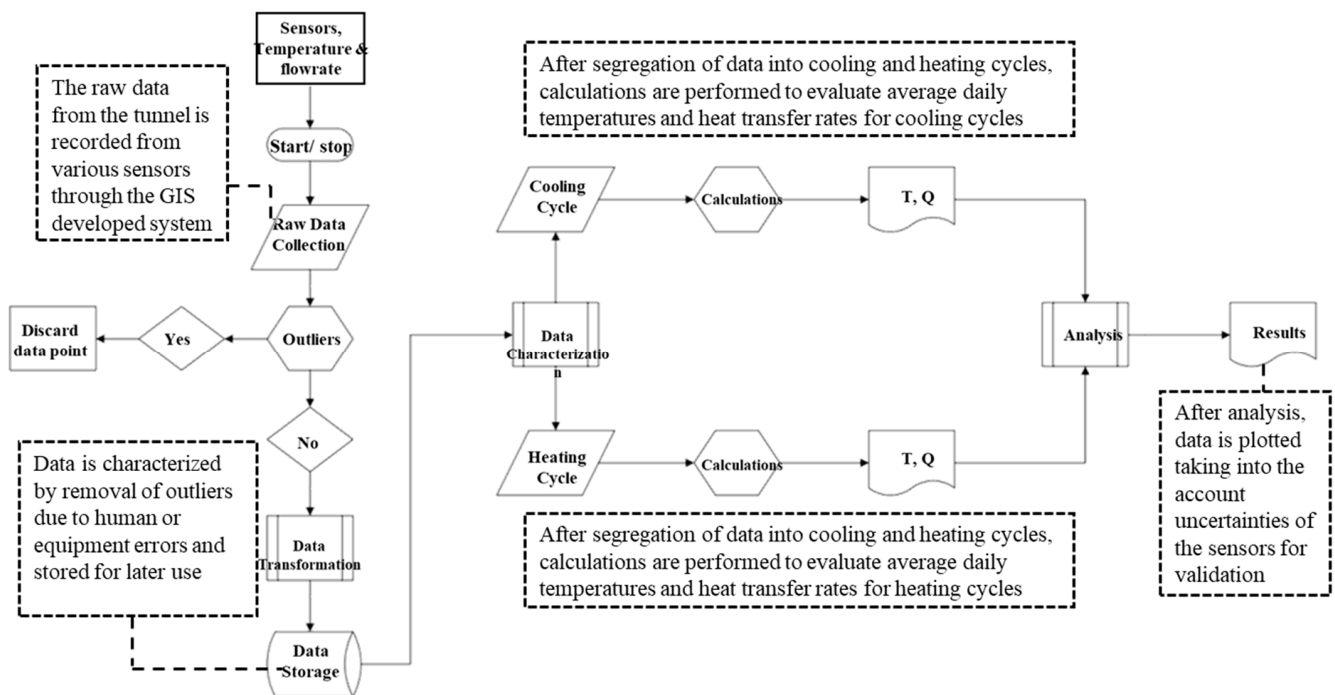 Sensors,
Temperature &
flowrate
The raw data
from the tunnel is
recorded from
various sensors
through the GIS
developed system
Start/ stop
Raw Data
Collection
Outliers
Yes
Discard
data point
No
Data is characterized
by removal of outliers
due to human or
equipment errors and
stored for later use
Data
Transformation
Data
Storage
After segregation of data into cooling and heating cycles,
calculations are performed to evaluate average daily
temperatures and heat transfer rates for cooling cycles
Cooling
Cycle
Calculations
T, Q
Data
Characterizatio
n
Analysis
Results
Heating
Cycle
Calculations
T, Q
After segregation of data into cooling and heating cycles,
calculations are performed to evaluate average daily
temperatures and heat transfer rates for heating cycles
After analysis,
data is plotted
taking into the
account
uncertainties of
the sensors for
validation